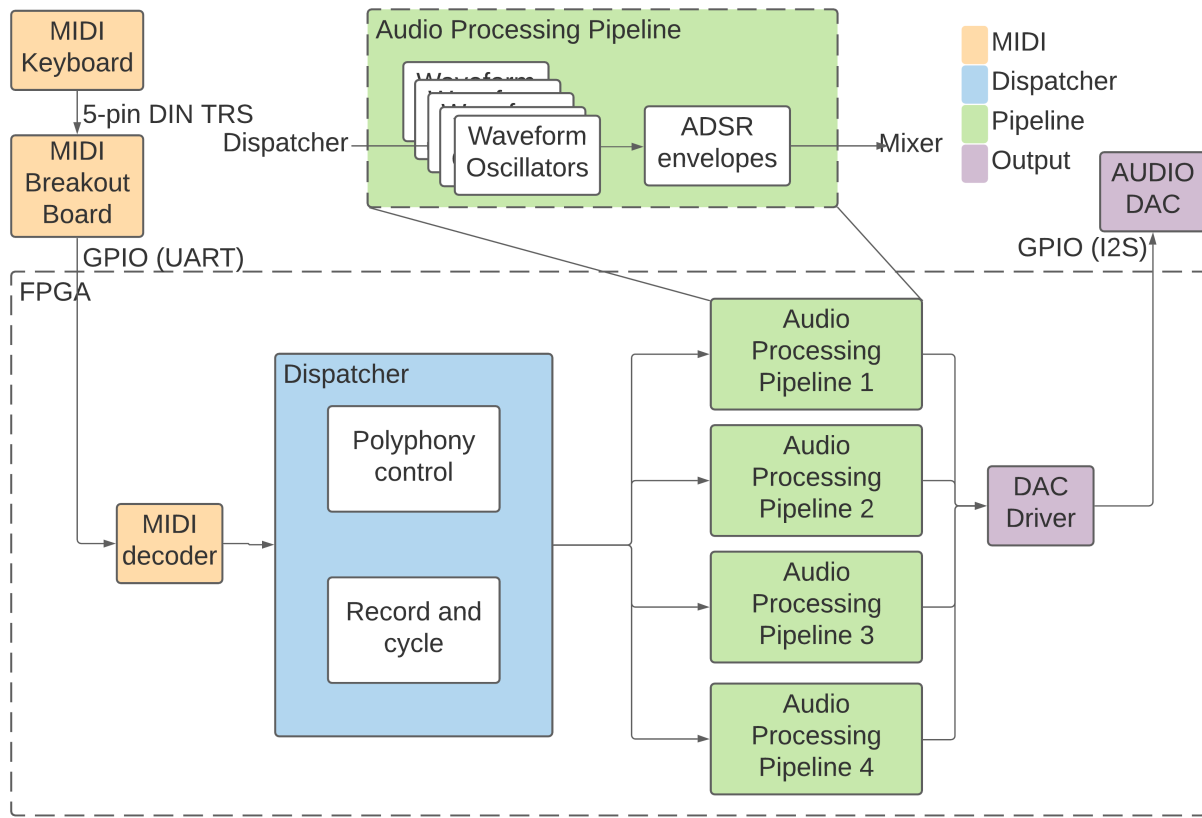 MIDI
Keyboard
5-pin DIN TRS
MIDI
Breakout
Board
GPIO (UART)
Audio Processing Pipeline
Dispatcher
Waveform
Waveform
Oscillators
ADSR
envelopes
Mixer
MIDI
Dispatcher
Pipeline
Output
AUDIO
DAC
GPIO (I2S)
FPGA
MIDI
decoder
Dispatcher
Polyphony
control
Record and
cycle
Audio
Processing
Pipeline 1
Audio
Processing
Pipeline 2
Audio
Processing
Pipeline 3
Audio
Processing
Pipeline 4
DAC
Driver